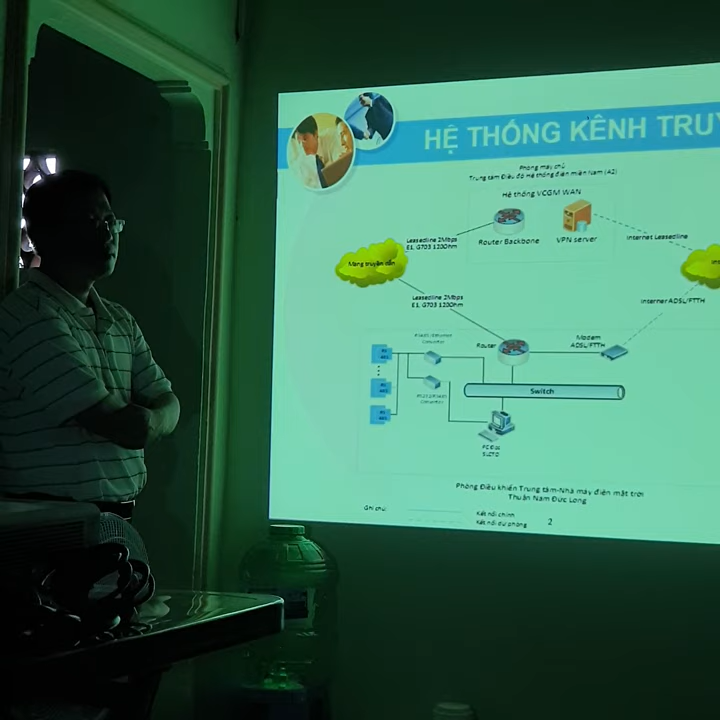 HỆ THỐNG KÊNH TRUY
Phòng máy chủ
Trung tâm Điều độ Hệ thống điện miền Nam (A2)
Hệ thống VCGM WAN
Router Backbone
VPN server
Internet Leasedline
Leasedline 2Mbps
E1, G703 120Ohm
Mạng truyền dẫn
Leasedline 2Mbps
E1, G703 120Ohm
Internet ADSL/FTTH
Router
Modem
ADSL/FTTH
Switch
PC Đọc
Phòng Điều khiển Trung tâm-Nhà máy điện mặt trời
Thuận Nam Đức Long
Ghi chú:
Kết nối chính
Kết nối dự phòng
2